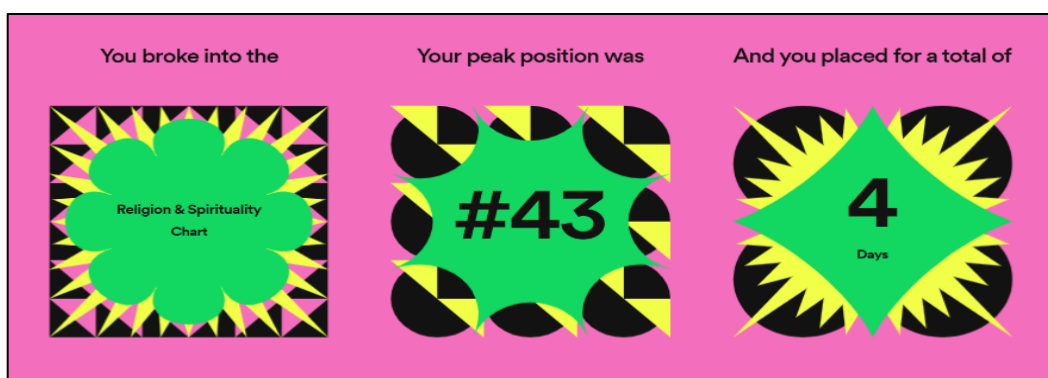 You broke into the
Religion & Spirituality
Chart
Your peak position was
#43
And you placed for a total of
4
Days